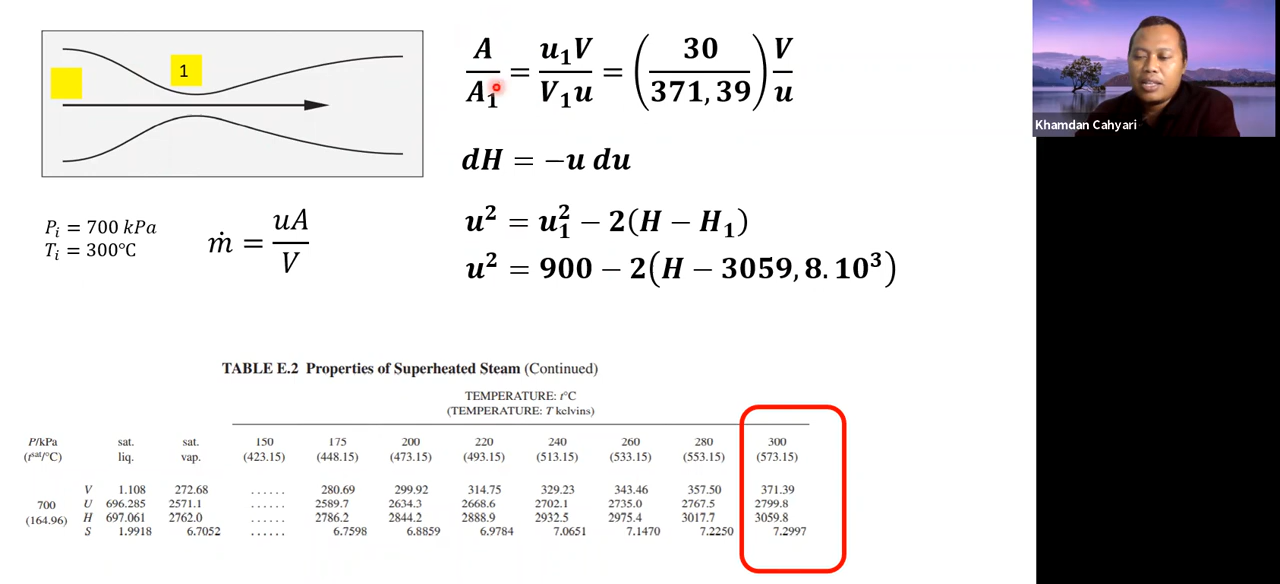 1
A/A₁ = u₁V/V₁u = (30/371,39) V/u
dH = −u du
u² = u₁² − 2(H − H₁)
u² = 900 − 2(H − 3059,8.10³)
Pᵢ = 700 kPa
Tᵢ = 300°C
ṁ = uA/V
Khamdan Cahyari
TABLE E.2 Properties of Superheated Steam (Continued)
TEMPERATURE: t°C
(TEMPERATURE: T kelvins)
P/kPa sat. sat. 150 175 200 220 240 260 280 300
(tˢᵃᵗ/°C) liq. vap. (423.15) (448.15) (473.15) (493.15) (513.15) (533.15) (553.15) (573.15)
V 1.108 272.68 ...... 280.69 299.92 314.75 329.23 343.46 357.50 371.39
700 U 696.285 2571.1 ...... 2589.7 2634.3 2668.6 2702.1 2735.0 2767.5 2799.8
(164.96) H 697.061 2762.0 ...... 2786.2 2844.2 2888.9 2932.5 2975.4 3017.7 3059.8
S 1.9918 6.7052 ...... 6.7598 6.8859 6.9784 7.0651 7.1470 7.2250 7.2997